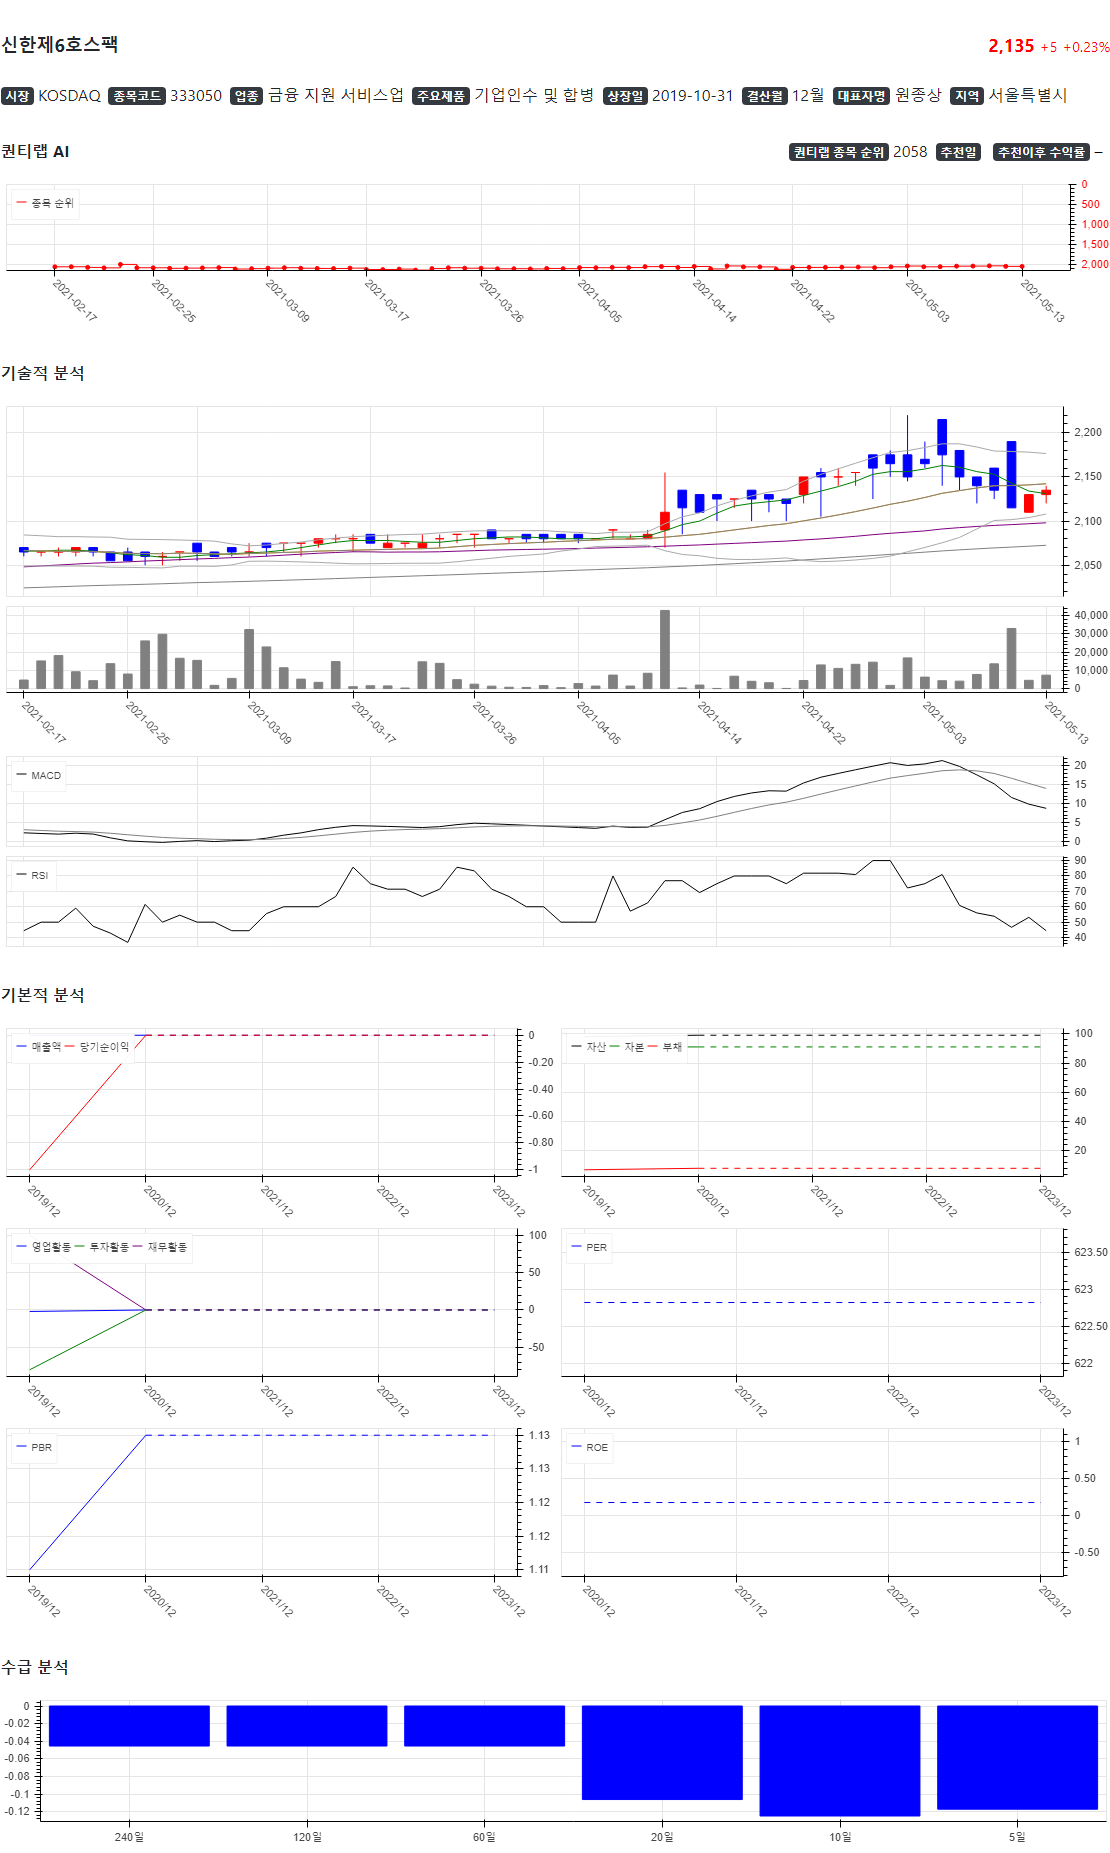 신한제6호스팩 2,135 +5 +0.23%
시장 KOSDAQ 종목코드 333050 업종 금융 지원 서비스업 주요제품 기업인수 및 합병 상장일 2019-10-31 결산월 12월 대표자명 원종상 지역 서울특별시
퀀티랩 AI 퀀티랩 종목 순위 2058 추천일 추천이후 수익률 –
종목 순위
0
500
1,000
1,500
2,000
2021-02-17 2021-02-25 2021-03-09 2021-03-17 2021-03-26 2021-04-05 2021-04-14 2021-04-22 2021-05-03 2021-05-13
기술적 분석
2,200
2,150
2,100
2,050
40,000
30,000
20,000
10,000
0
2021-02-17 2021-02-25 2021-03-09 2021-03-17 2021-03-26 2021-04-05 2021-04-14 2021-04-22 2021-05-03 2021-05-13
MACD
20
15
10
5
0
RSI
90
80
70
60
50
40
기본적 분석
매출액 당기순이익
0
-0.20
-0.40
-0.60
-0.80
-1
2019/12 2020/12 2021/12 2022/12 2023/12
자산 자본 부채
100
80
60
40
20
2019/12 2020/12 2021/12 2022/12 2023/12
영업활동 투자활동 재무활동
100
50
0
-50
2019/12 2020/12 2021/12 2022/12 2023/12
PER
623.50
623
622.50
622
2020/12 2021/12 2022/12 2023/12
PBR
1.13
1.13
1.12
1.12
1.11
2019/12 2020/12 2021/12 2022/12 2023/12
ROE
1
0.50
0
-0.50
2020/12 2021/12 2022/12 2023/12
수급 분석
0
-0.02
-0.04
-0.06
-0.08
-0.1
-0.12
240일 120일 60일 20일 10일 5일